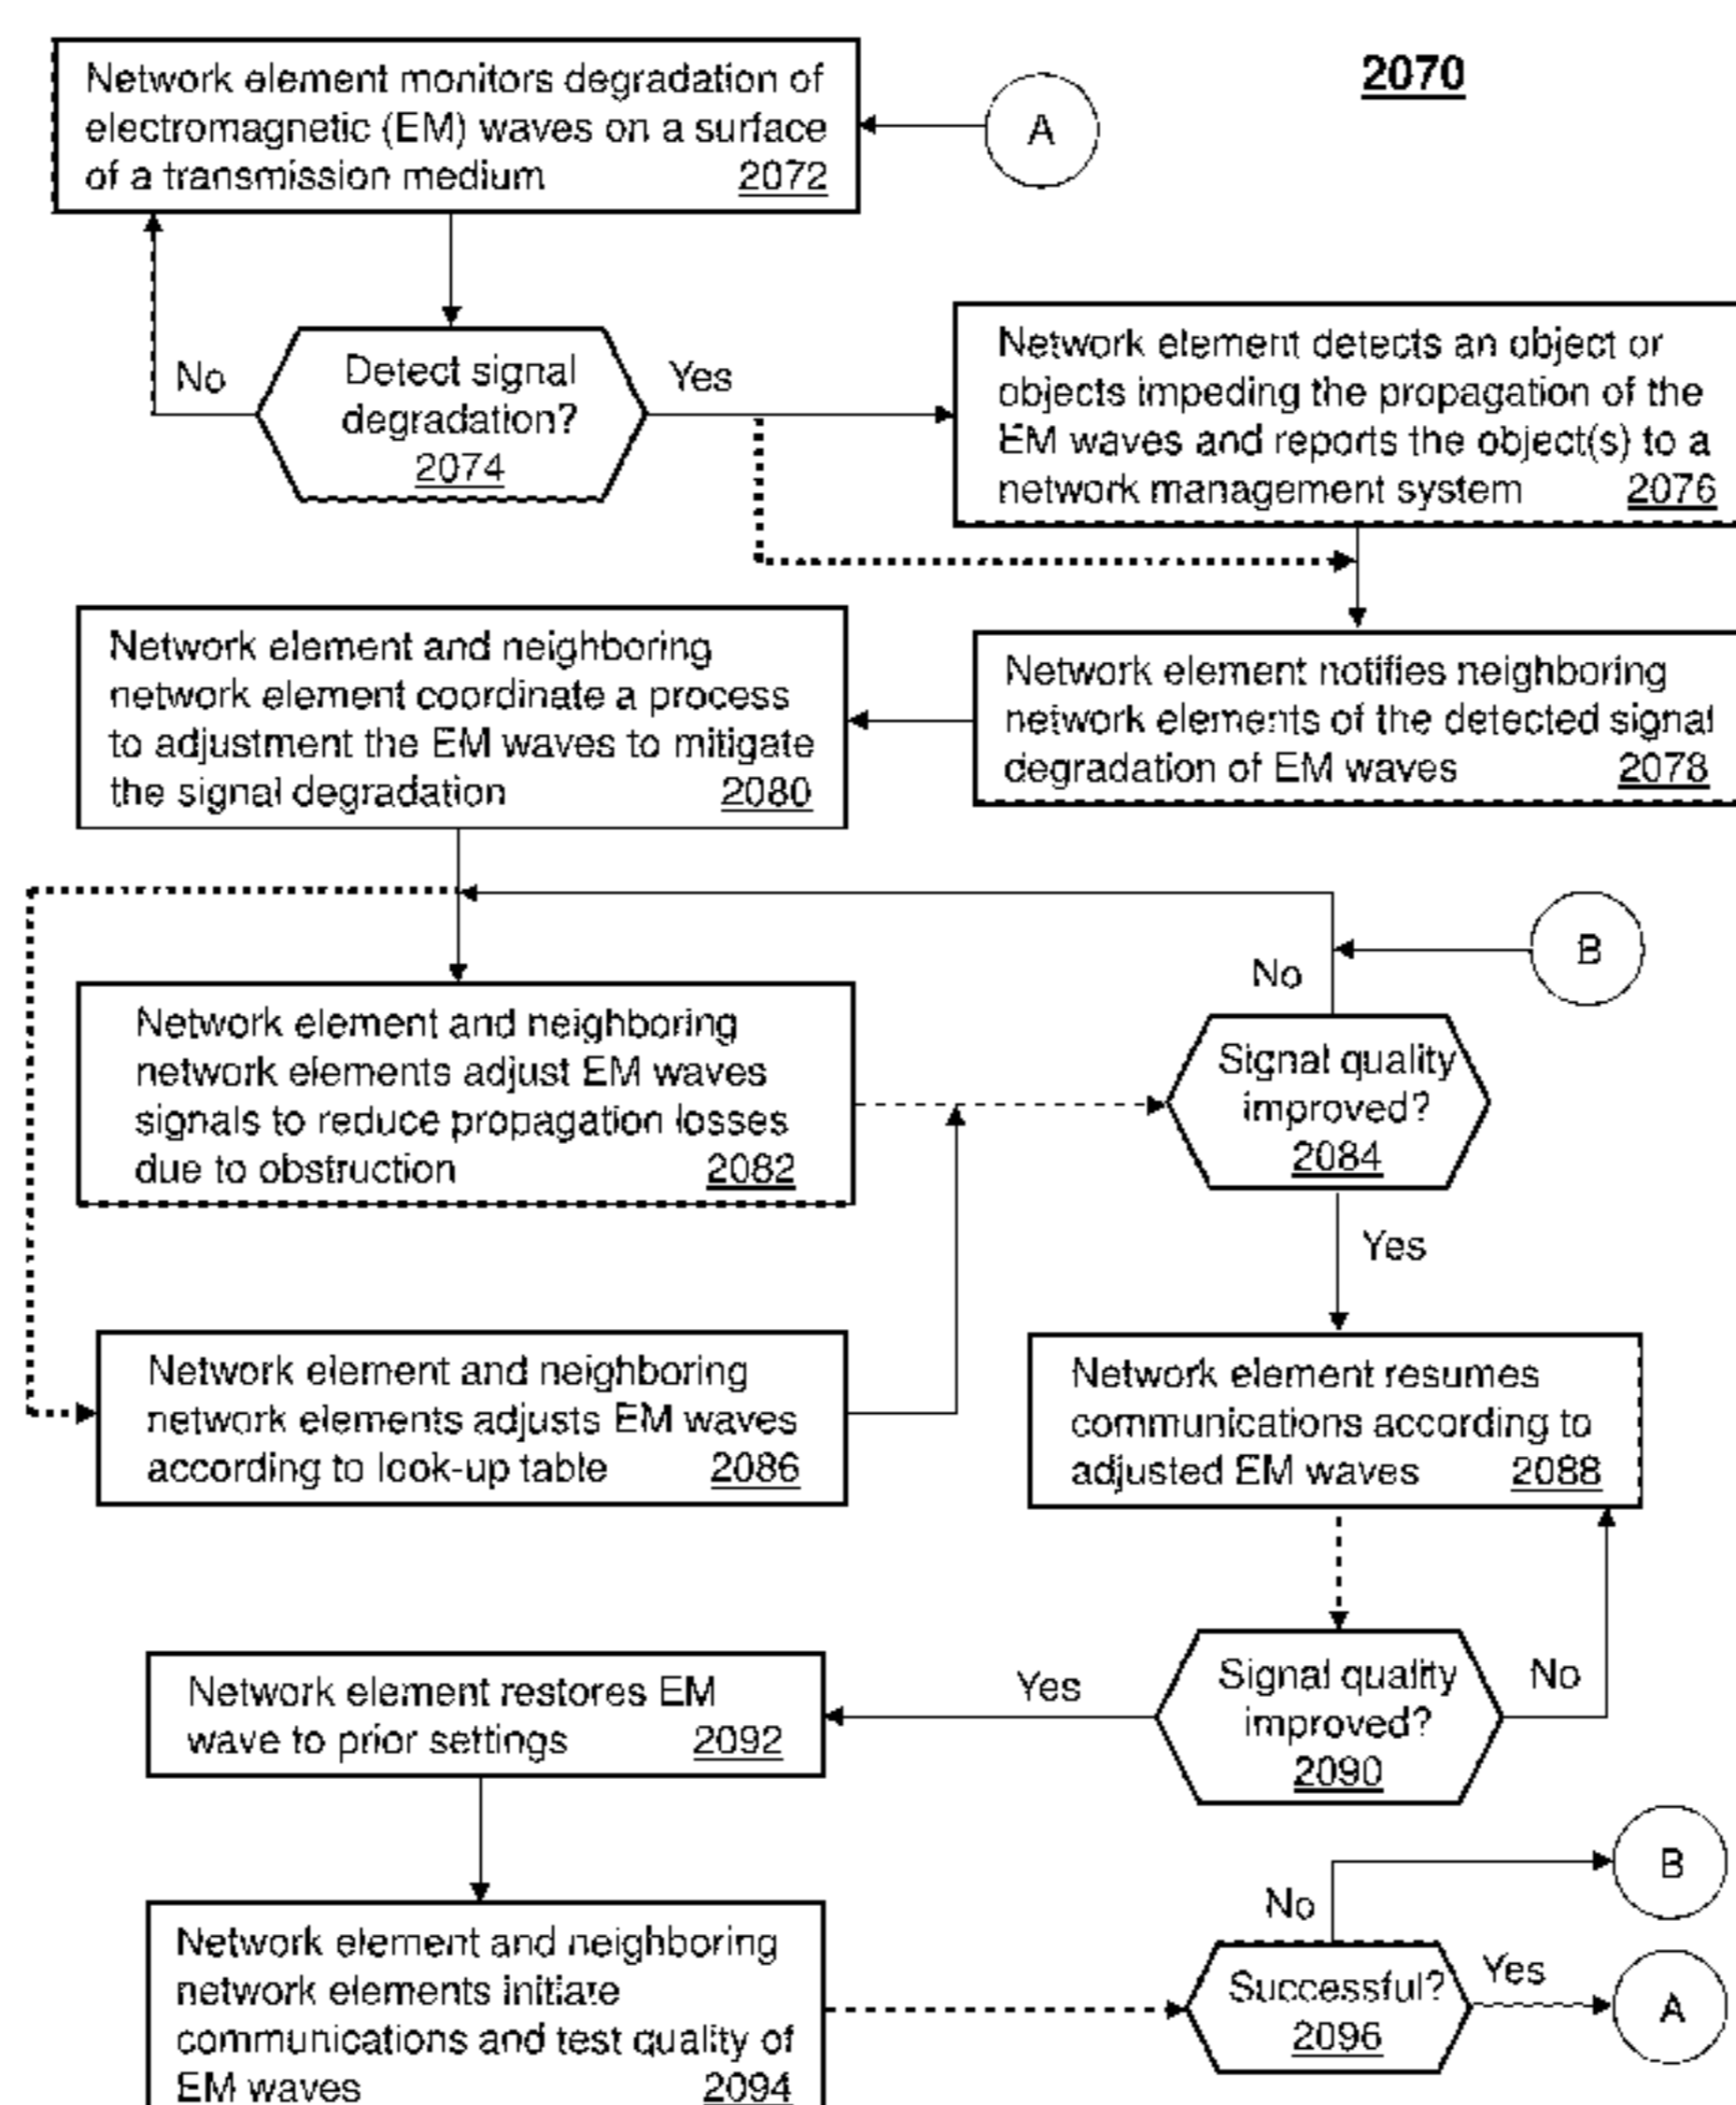 2070
Network element monitors degradation of
electromagnetic (EM) waves on a surface
of a transmission medium 2072
A
No
Detect signal
degradation?
2074
Yes
Network element detects an object or
objects impeding the propagation of the
EM waves and reports the object(s) to a
network management system 2076
Network element and neighboring
network element coordinate a process
to adjustment the EM waves to mitigate
the signal degradation 2080
Network element notifies neighboring
network elements of the detected signal
degradation of EM waves 2078
B
No
Network element and neighboring
network elements adjust EM waves
signals to reduce propagation losses
due to obstruction 2082
Signal quality
improved?
2084
Yes
Network element and neighboring
network elements adjusts EM waves
according to look-up table 2086
Network element resumes
communications according to
adjusted EM waves 2088
Network element restores EM
wave to prior settings 2092
Yes
Signal quality
improved?
2090
No
B
No
Network element and neighboring
network elements initiate
communications and test quality of
EM waves 2094
Successful?
2096
Yes
A